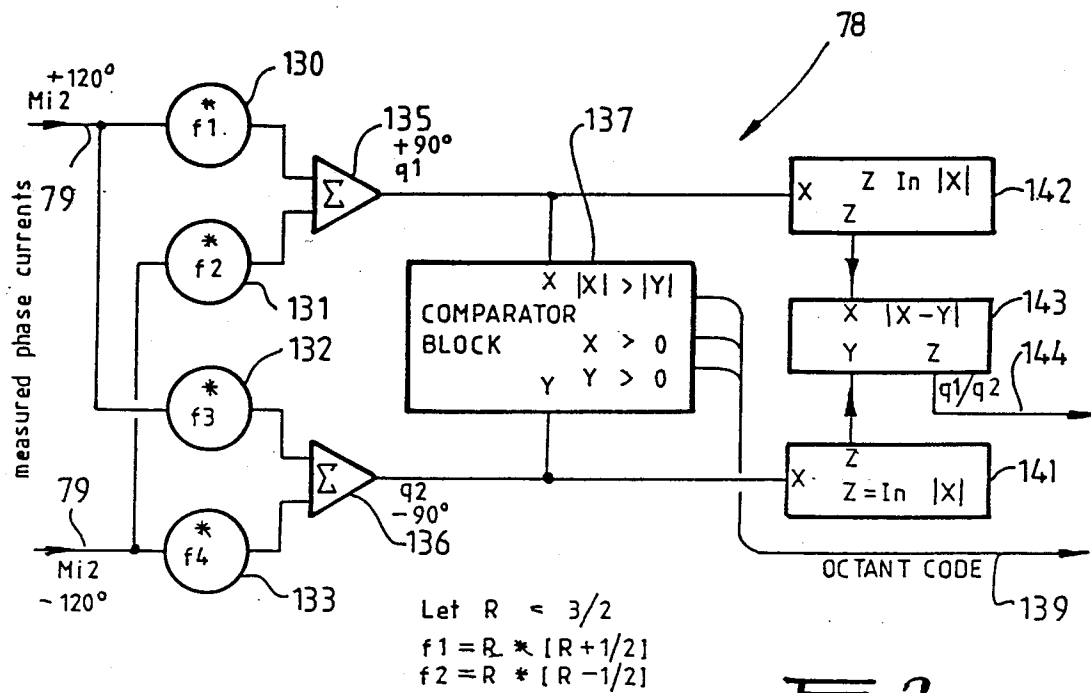 78
+120°
Mi2
130
*
f1.
79
135
+90°
q1
Σ
137
X Z In |X|
Z
142
measured phase currents
*
f2
131
COMPARATOR
BLOCK
X |X| > |Y|
X > 0
Y > 0
Y
X |X-Y|
Y Z
143
q1/q2
144
132
*
f3
Σ
q2
-90°
136
X Z
Z=In |X|
141
79
Mi2
-120°
*
f4
133
OCTANT CODE
139
Let R = 3/2
f1=R * [R+1/2]
f2=R * [R-1/2]